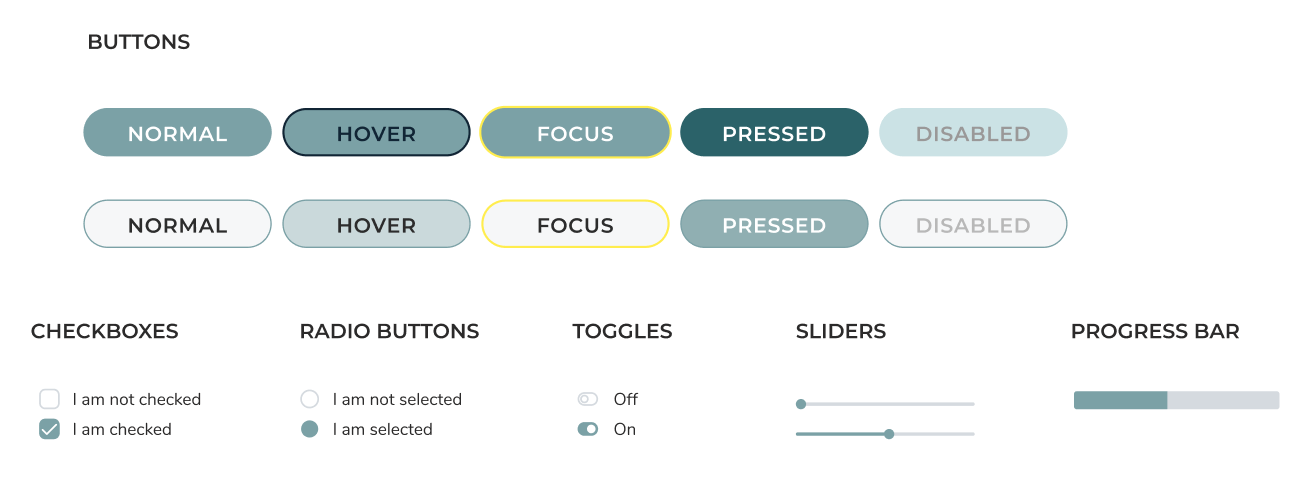 BUTTONS
NORMAL HOVER FOCUS PRESSED DISABLED
NORMAL HOVER FOCUS PRESSED DISABLED
CHECKBOXES RADIO BUTTONS TOGGLES SLIDERS PROGRESS BAR
I am not checked I am not selected Off
I am checked I am selected On